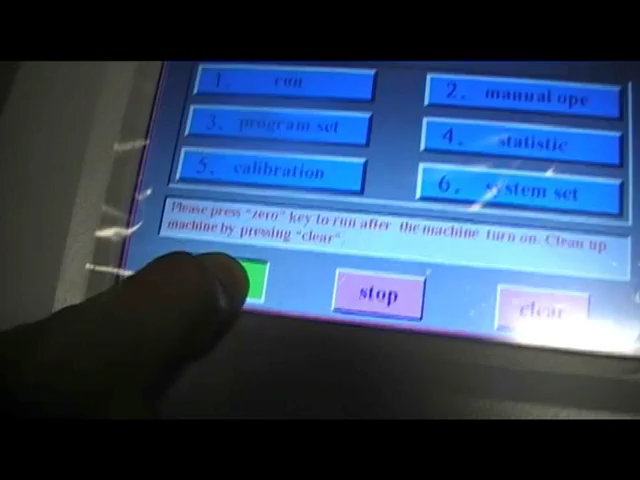 1. run
2. manual ope
3. program set
4. statistic
5. calibration
6. system set
Please press "zero" key to run after the machine turn on. Clean up
machine by pressing "clear".
stop
clear